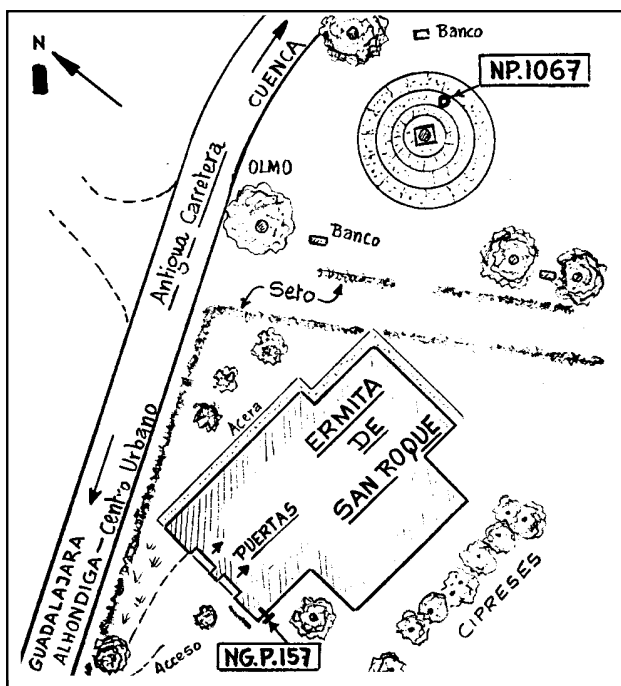 N
Banco
NP.1067
CUENCA
Antigua Carretera
OLMO
Banco
Seto
Acera
ERMITA
DE
SAN ROQUE
PUERTAS
GUADALAJARA
ALHONDIGA - Centro Urbano
Acceso
NG.P.157
CIPRESES